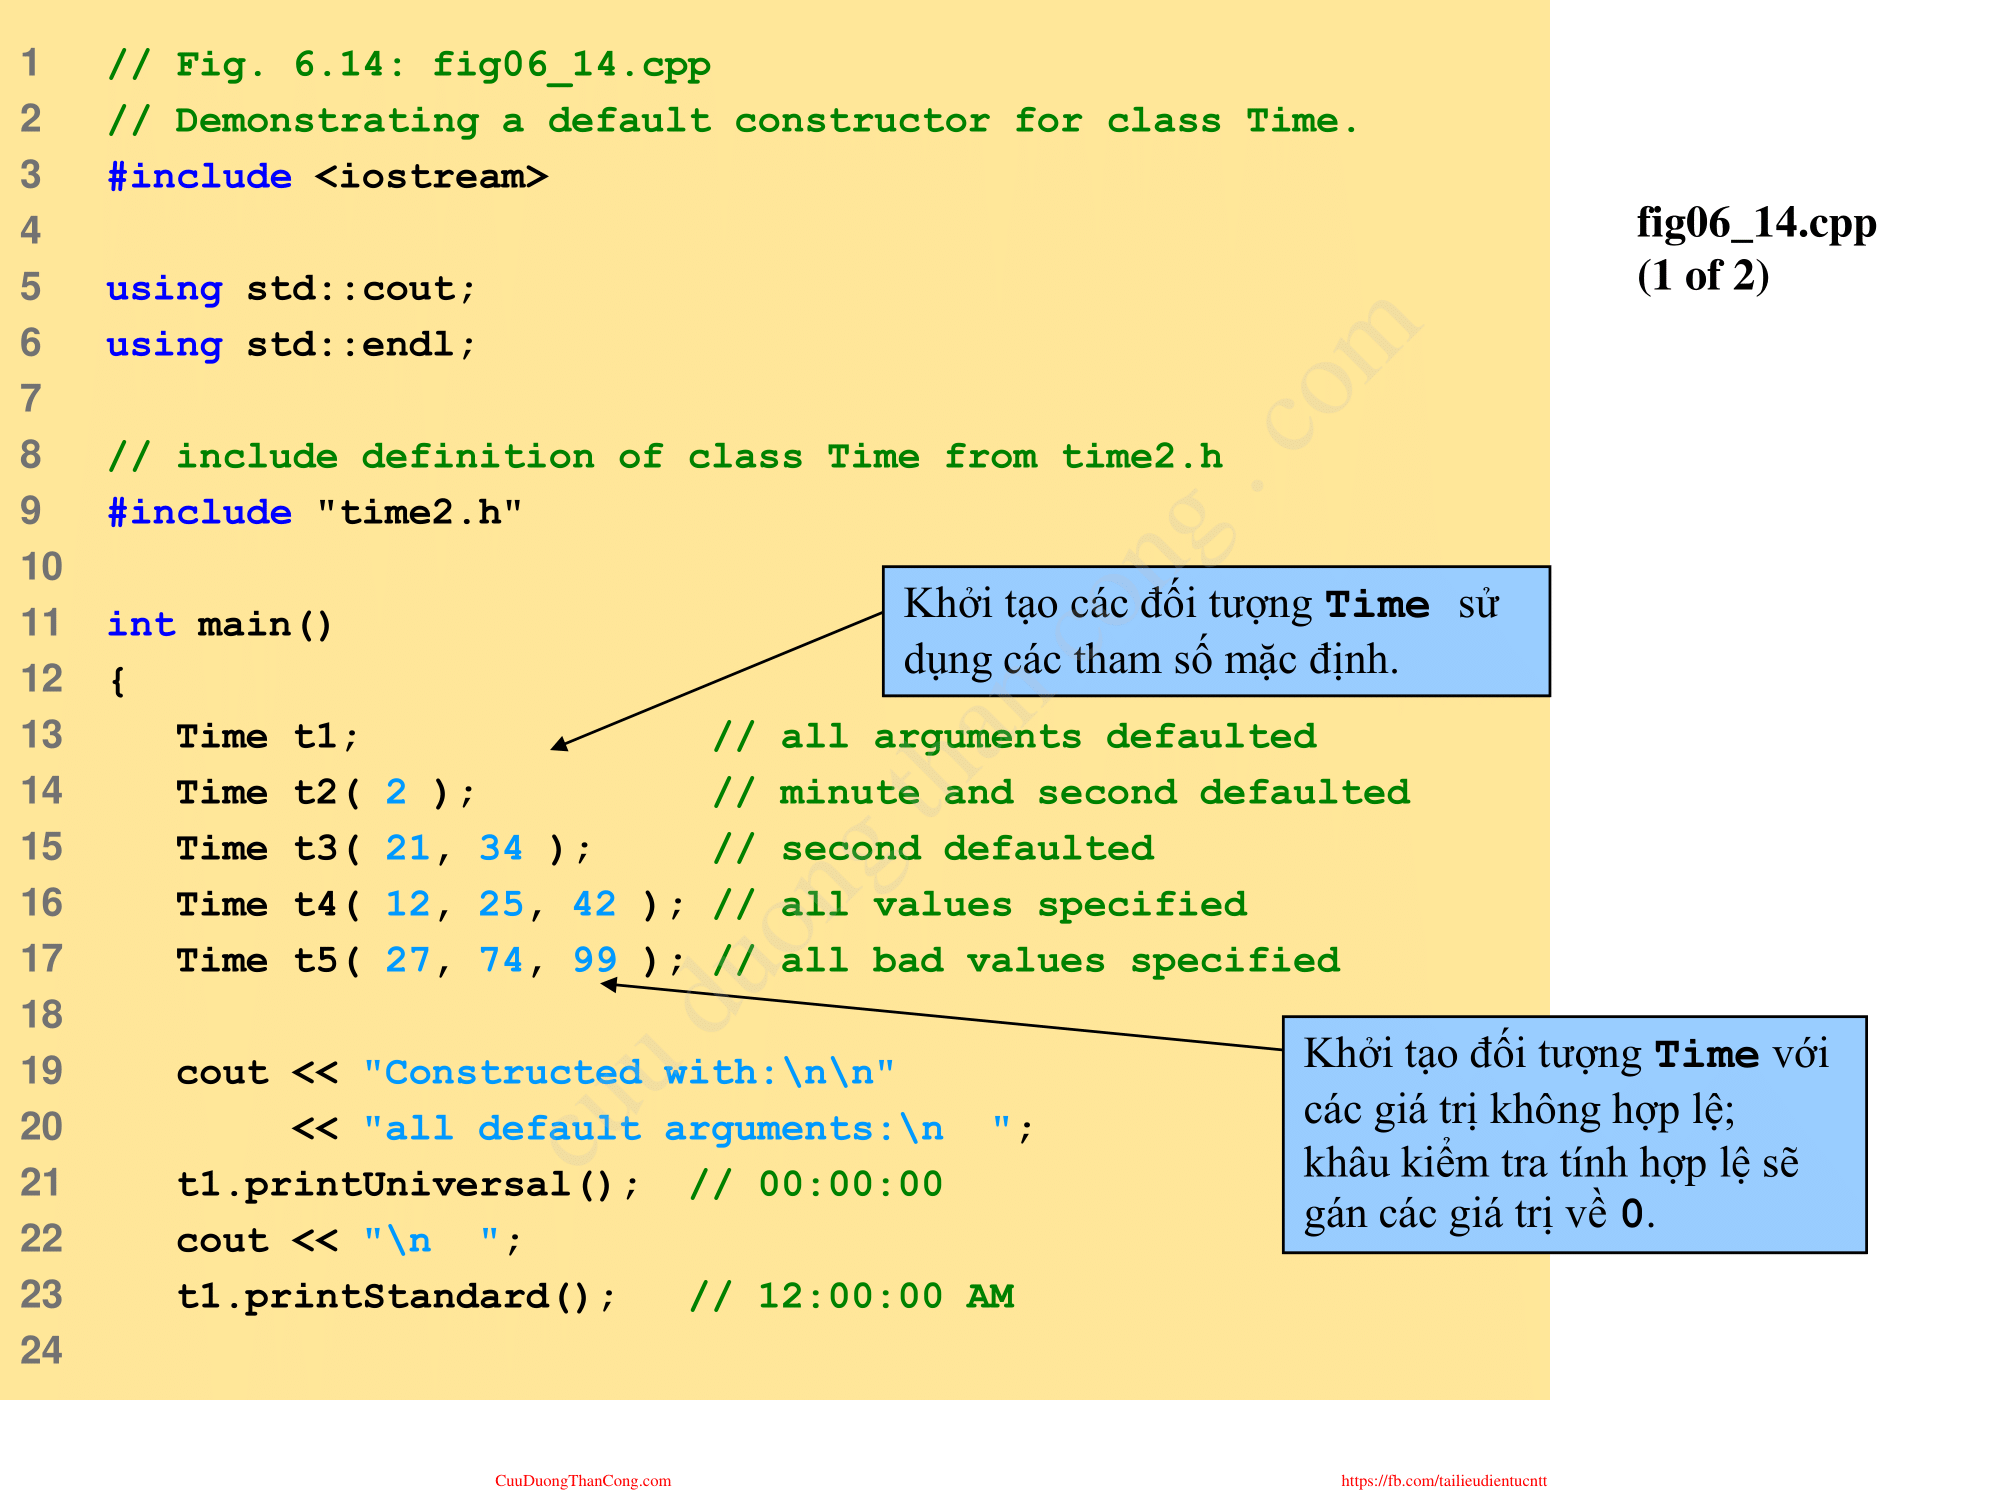 1 // Fig. 6.14: fig06_14.cpp
2 // Demonstrating a default constructor for class Time.
3 #include <iostream>
4
5 using std::cout;
6 using std::endl;
7
8 // include definition of class Time from time2.h
9 #include "time2.h"
10
11 int main()
12 {
13    Time t1;               // all arguments defaulted
14    Time t2( 2 );          // minute and second defaulted
15    Time t3( 21, 34 );     // second defaulted
16    Time t4( 12, 25, 42 ); // all values specified
17    Time t5( 27, 74, 99 ); // all bad values specified
18
19    cout << "Constructed with:\n\n"
20         << "all default arguments:\n  ";
21    t1.printUniversal();  // 00:00:00
22    cout << "\n  ";
23    t1.printStandard();   // 12:00:00 AM
24
fig06_14.cpp
(1 of 2)
Khởi tạo các đối tượng Time sử
dụng các tham số mặc định.
Khởi tạo đối tượng Time với
các giá trị không hợp lệ;
khâu kiểm tra tính hợp lệ sẽ
gán các giá trị về 0.
cuu duong than cong . com
CuuDuongThanCong.com
https://fb.com/tailieudientucntt